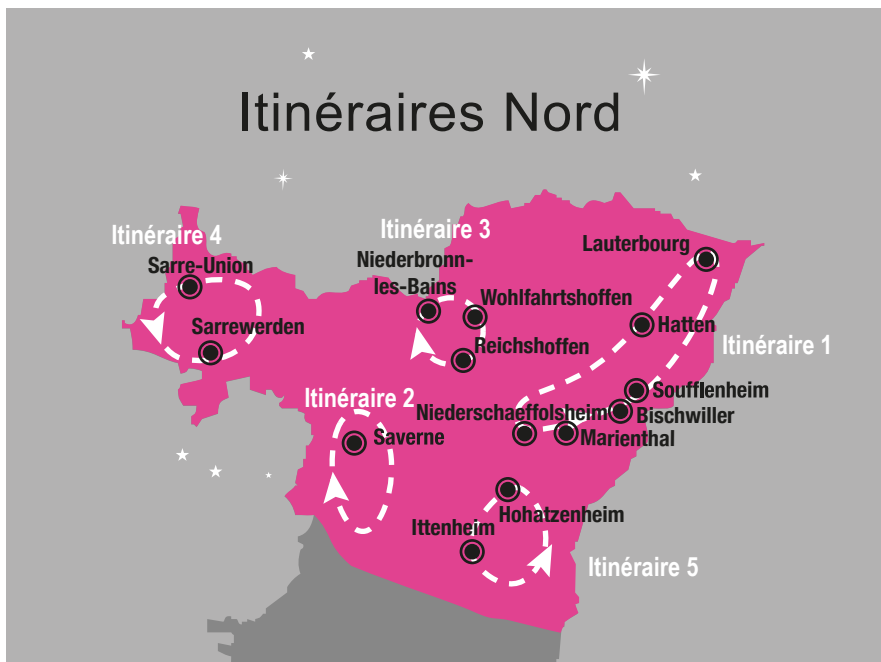 Itinéraires Nord
Itinéraire 4
Sarre-Union
Sarrewerden
Itinéraire 3
Niederbronn-
les-Bains
Wohlfahrtshoffen
Reichshoffen
Lauterbourg
Hatten
Itinéraire 1
Soufflenheim
Bischwiller
Niederschaeffolsheim
Marienthal
Itinéraire 2
Saverne
Hohatzenheim
Ittenheim
Itinéraire 5